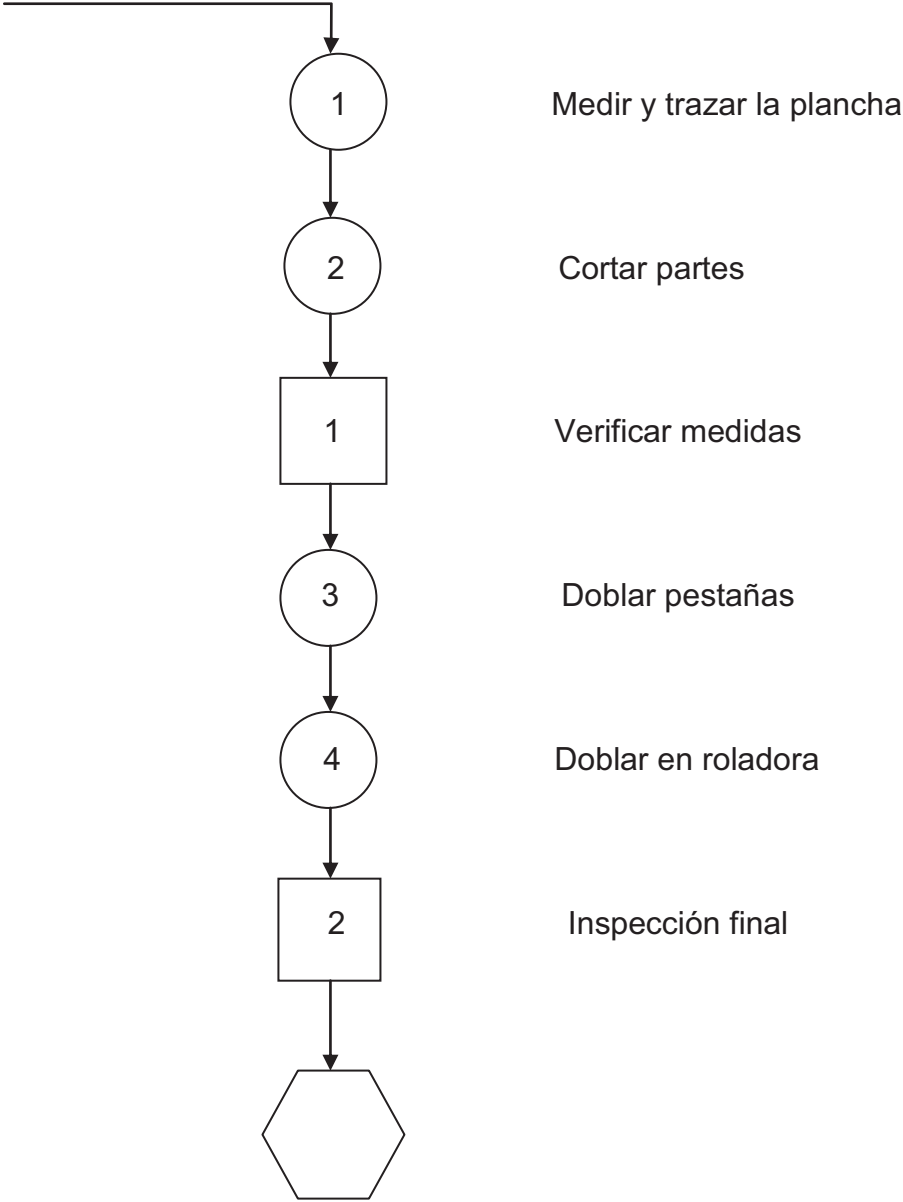 1 Medir y trazar la plancha
2 Cortar partes
1 Verificar medidas
3 Doblar pestañas
4 Doblar en roladora
2 Inspección final